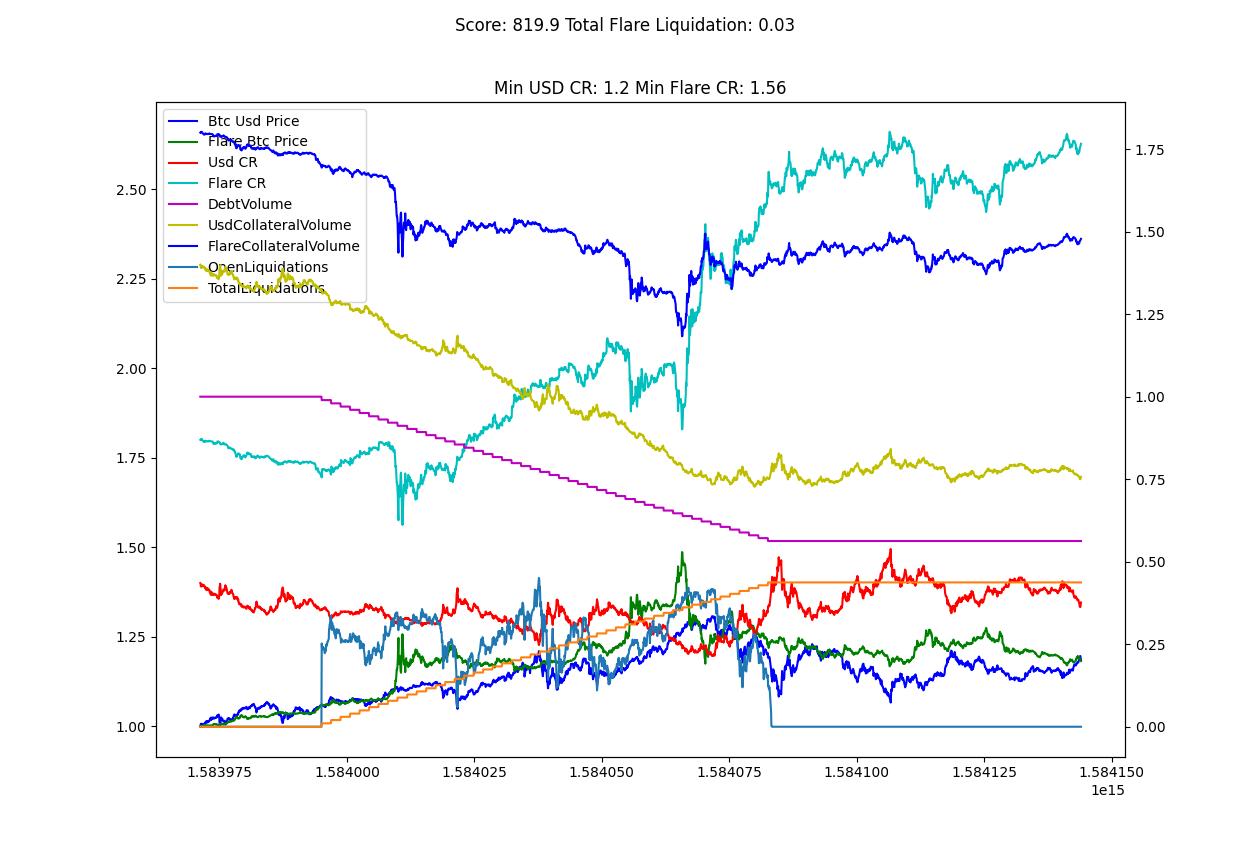 Score: 819.9 Total Flare Liquidation: 0.03
Min USD CR: 1.2 Min Flare CR: 1.56
Btc Usd Price
Flare Btc Price
Usd CR
Flare CR
DebtVolume
UsdCollateralVolume
FlareCollateralVolume
OpenLiquidations
TotalLiquidations
2.50
2.25
2.00
1.75
1.50
1.25
1.00
1.75
1.50
1.25
1.00
0.75
0.50
0.25
0.00
1.583975 1.584000 1.584025 1.584050 1.584075 1.584100 1.584125 1.584150
1e15